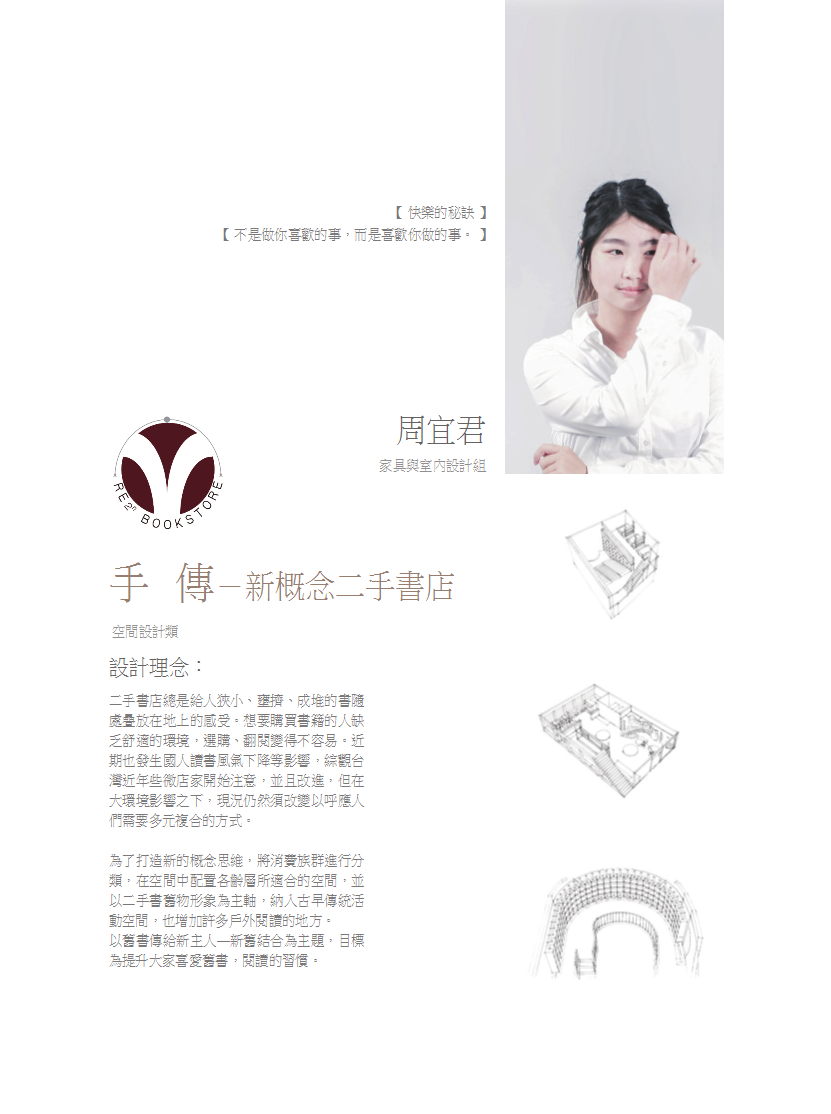 【 快樂的秘訣 】
【 不是做你喜歡的事，而是喜歡你做的事。 】
周宜君
家具與室內設計組
RE2n BOOKSTORE
手 傳－新概念二手書店
空間設計類
設計理念：
二手書店總是給人狹小、壅擠、成堆的書隨
處疊放在地上的感受。想要購買書籍的人缺
乏舒適的環境，選購、翻閱變得不容易。近
期也發生國人讀書風氣下降等影響，綜觀台
灣近年些微店家開始注意，並且改進，但在
大環境影響之下，現況仍然須改變以呼應人
們需要多元複合的方式。
為了打造新的概念思維，將消費族群進行分
類，在空間中配置各齡層所適合的空間，並
以二手書舊物形象為主軸，納入古早傳統活
動空間，也增加許多戶外閱讀的地方。
以舊書傳給新主人—新舊結合為主題，目標
為提升大家喜愛舊書，閱讀的習慣。